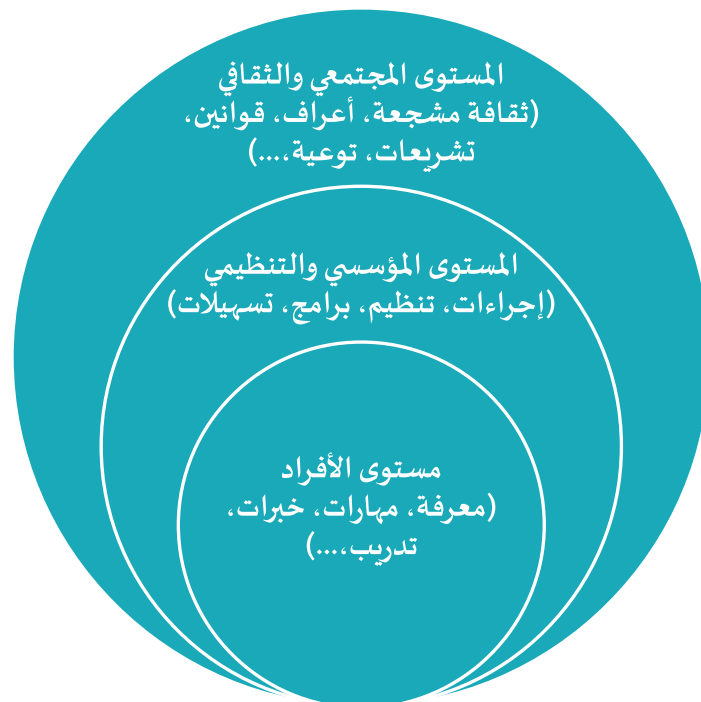 المستوى المجتمعي والثقافي
(ثقافة مشجعة، أعراف، قوانين،
تشريعات، توعية،...)
المستوى المؤسسي والتنظيمي
(إجراءات، تنظيم، برامج، تسهيلات)
مستوى الأفراد
(معرفة، مهارات، خبرات،
تدريب،...)